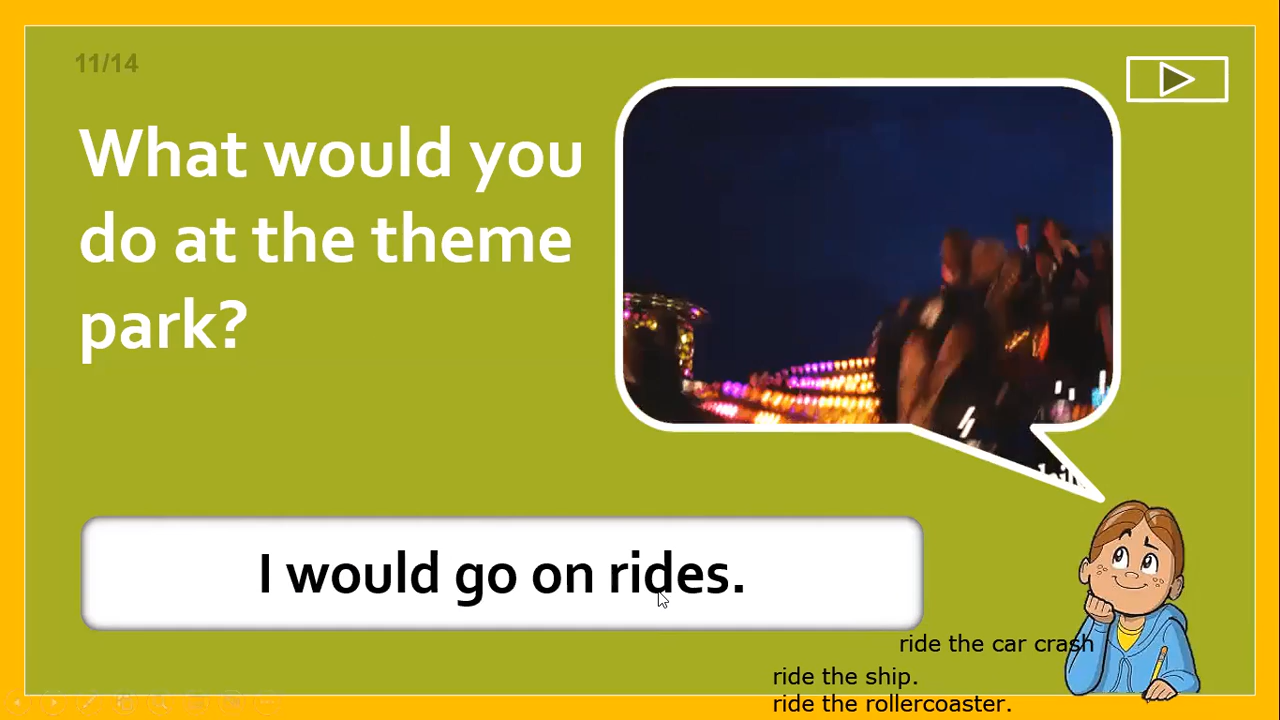 11/14
What would you
do at the theme
park?
I would go on rides.
ride the car crash
ride the ship.
ride the rollercoaster.